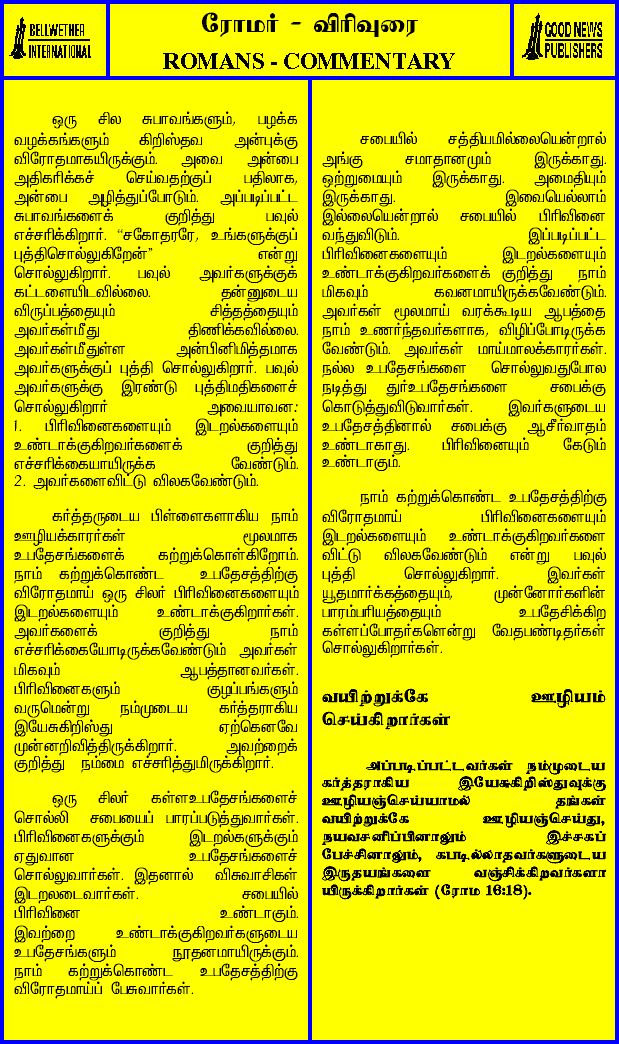 BELLWETHER
INTERNATIONAL
ரோமர் - விரிவுரை
ROMANS - COMMENTARY
GOOD NEWS
PUBLISHERS
ஒரு சில சுபாவங்களும், பழக்க
வழக்கங்களும் கிறிஸ்தவ அன்புக்கு
விரோதமாகயிருக்கும். அவை அன்பை
அதிகரிக்கச் செய்வதற்குப் பதிலாக,
அன்பை அழித்துப்போடும். அப்படிப்பட்ட
சுபாவங்களைக் குறித்து பவுல்
எச்சரிக்கிறார். “சகோதரரே, உங்களுக்குப்
புத்திசொல்லுகிறேன்” என்று
சொல்லுகிறார். பவுல் அவர்களுக்குக்
கட்டளையிடவில்லை. தன்னுடைய
விருப்பத்தையும் சித்தத்தையும்
அவர்கள்மீது திணிக்கவில்லை.
அவர்கள்மீதுள்ள அன்பினிமித்தமாக
அவர்களுக்குப் புத்தி சொல்லுகிறார். பவுல்
அவர்களுக்கு இரண்டு புத்திமதிகளைச்
சொல்லுகிறார் அவையாவன:
1. பிரிவினைகளையும் இடறல்களையும்
உண்டாக்குகிறவர்களைக் குறித்து
எச்சரிக்கையாயிருக்க வேண்டும்.
2. அவர்களைவிட்டு விலகவேண்டும்.
கர்த்தருடைய பிள்ளைகளாகிய நாம்
ஊழியக்காரர்கள் மூலமாக
உபதேசங்களைக் கற்றுக்கொள்கிறோம்.
நாம் கற்றுக்கொண்ட உபதேசத்திற்கு
விரோதமாய் ஒரு சிலர் பிரிவினைகளையும்
இடறல்களையும் உண்டாக்குகிறார்கள்.
அவர்களைக் குறித்து நாம்
எச்சரிக்கையோடிருக்கவேண்டும் அவர்கள்
மிகவும் ஆபத்தானவர்கள்.
பிரிவினைகளும் குழப்பங்களும்
வருமென்று நம்முடைய கர்த்தராகிய
இயேசுகிறிஸ்து ஏற்கெனவே
முன்னறிவித்திருக்கிறார். அவற்றைக்
குறித்து நம்மை எச்சரித்துமிருக்கிறார்.
ஒரு சிலர் கள்ளஉபதேசங்களைச்
சொல்லி சபையைப் பாரப்படுத்துவார்கள்.
பிரிவினைகளுக்கும் இடறல்களுக்கும்
ஏதுவான உபதேசங்களைச்
சொல்லுவார்கள். இதனால் விசுவாசிகள்
இடறலடைவார்கள். சபையில்
பிரிவினை உண்டாகும்.
இவற்றை உண்டாக்குகிறவர்களுடைய
உபதேசங்களும் நூதனமாயிருக்கும்.
நாம் கற்றுக்கொண்ட உபதேசத்திற்கு
விரோதமாய்ப் பேசுவார்கள்.
சபையில் சத்தியமில்லையென்றால்
அங்கு சமாதானமும் இருக்காது.
ஒற்றுமையும் இருக்காது. அமைதியும்
இருக்காது. இவையெல்லாம்
இல்லையென்றால் சபையில் பிரிவினை
வந்துவிடும். இப்படிப்பட்ட
பிரிவினைகளையும் இடறல்களையும்
உண்டாக்குகிறவர்களைக் குறித்து நாம்
மிகவும் கவனமாயிருக்கவேண்டும்.
அவர்கள் மூலமாய் வரக்கூடிய ஆபத்தை
நாம் உணர்ந்தவர்களாக, விழிப்போடிருக்க
வேண்டும். அவர்கள் மாய்மாலக்காரர்கள்.
நல்ல உபதேசங்களை சொல்லுவதுபோல
நடித்து துர்உபதேசங்களை சபைக்கு
கொடுத்துவிடுவார்கள். இவர்களுடைய
உபதேசத்தினால் சபைக்கு ஆசீர்வாதம்
உண்டாகாது. பிரிவினையும் கேடும்
உண்டாகும்.
நாம் கற்றுக்கொண்ட உபதேசத்திற்கு
விரோதமாய் பிரிவினைகளையும்
இடறல்களையும் உண்டாக்குகிறவர்களை
விட்டு விலகவேண்டும் என்று பவுல்
புத்தி சொல்லுகிறார். இவர்கள்
யூதமார்க்கத்தையும், முன்னோர்களின்
பாரம்பரியத்தையும் உபதேசிக்கிற
கள்ளப்போதர்களென்று வேதபண்டிதர்கள்
சொல்லுகிறார்கள்.
வயிற்றுக்கே ஊழியம்
செய்கிறார்கள்
அப்படிப்பட்டவர்கள் நம்முடைய
கர்த்தராகிய இயேசுகிறிஸ்துவுக்கு
ஊழியஞ்செய்யாமல் தங்கள்
வயிற்றுக்கே ஊழியஞ்செய்து,
நயவசனிப்பினாலும் இச்சகப்
பேச்சினாலும், கபடில்லாதவர்களுடைய
இருதயங்களை வஞ்சிக்கிறவர்களா
யிருக்கிறார்கள் (ரோம 16:18).